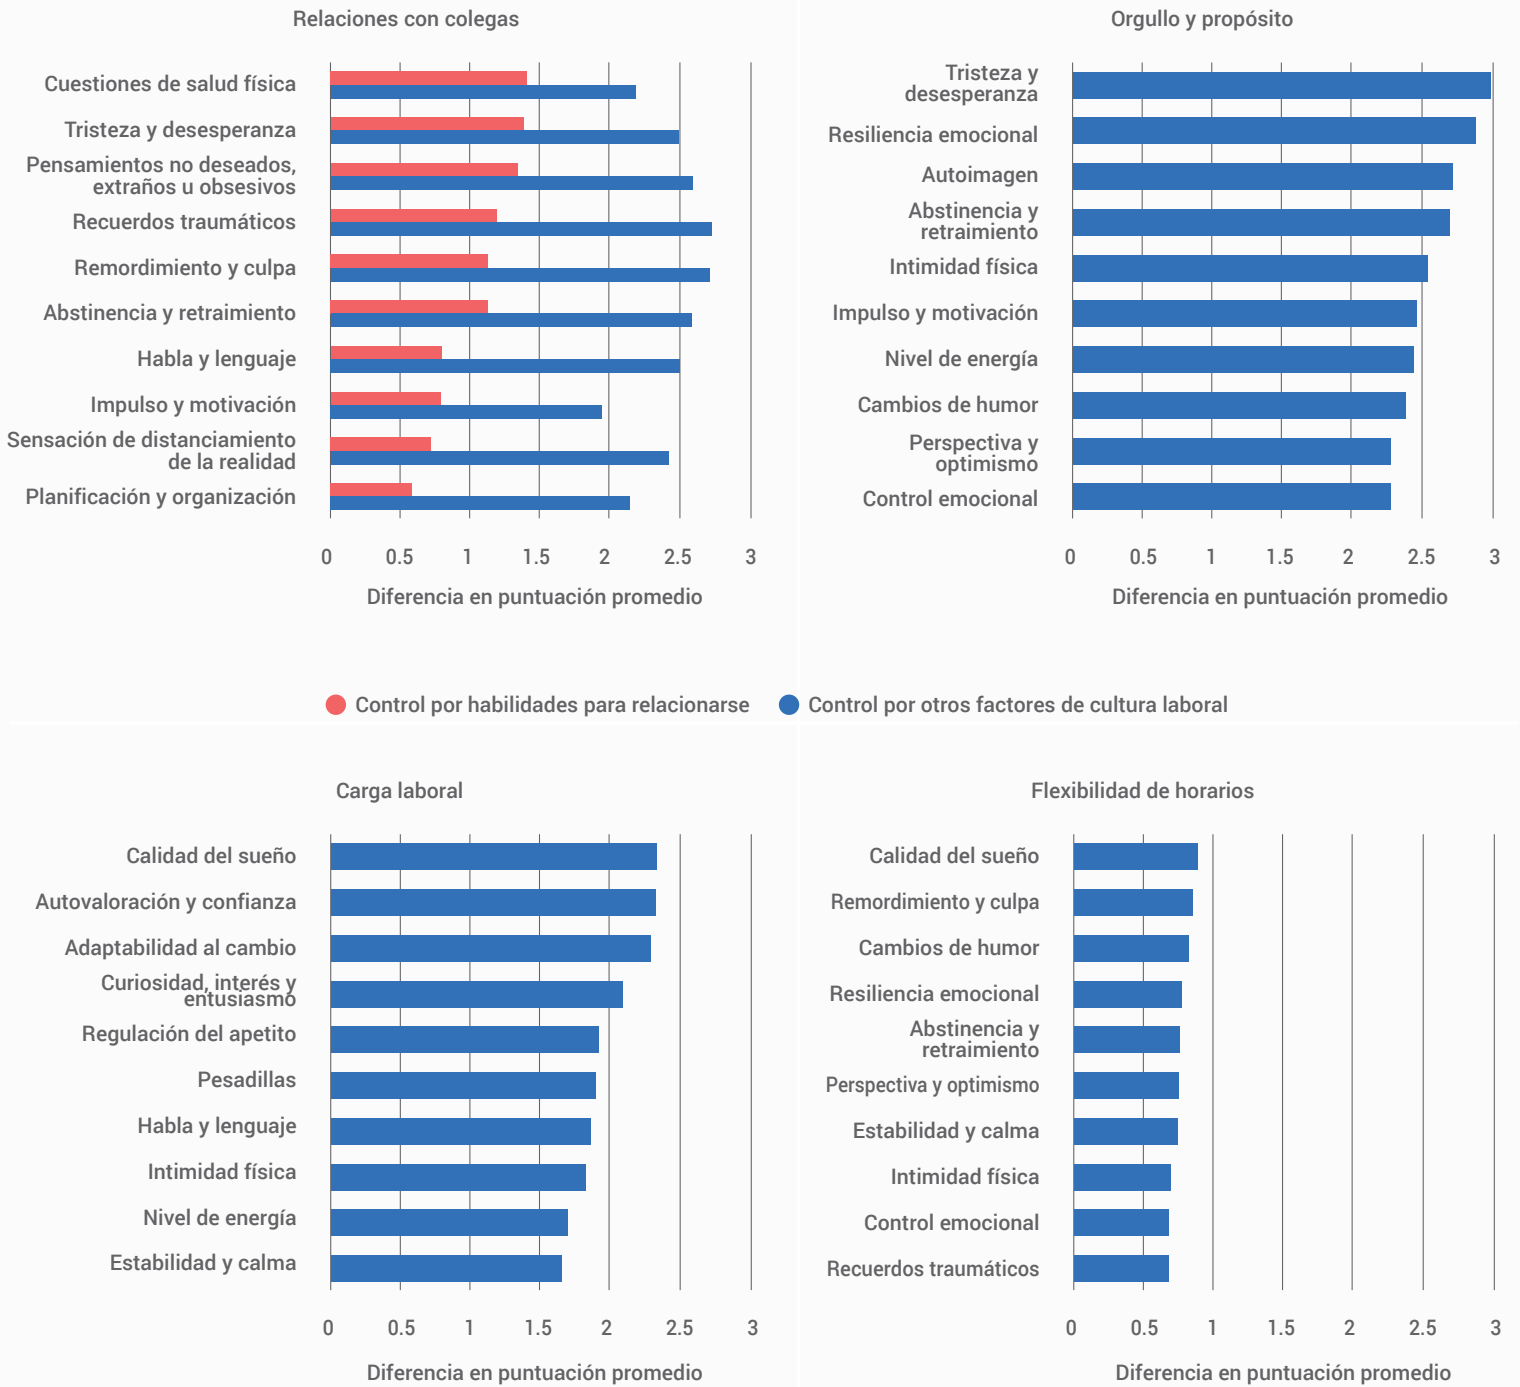 Relaciones con colegas
Cuestiones de salud física
Tristeza y desesperanza
Pensamientos no deseados,
extraños u obsesivos
Recuerdos traumáticos
Remordimiento y culpa
Abstinencia y retraimiento
Habla y lenguaje
Impulso y motivación
Sensación de distanciamiento
de la realidad
Planificación y organización
0 0.5 1 1.5 2 2.5 3
Diferencia en puntuación promedio
Orgullo y propósito
Tristeza y
desesperanza
Resiliencia emocional
Autoimagen
Abstinencia y
retraimiento
Intimidad física
Impulso y motivación
Nivel de energía
Cambios de humor
Perspectiva y
optimismo
Control emocional
0 0.5 1 1.5 2 2.5 3
Diferencia en puntuación promedio
Control por habilidades para relacionarse
Control por otros factores de cultura laboral
Carga laboral
Calidad del sueño
Autovaloración y confianza
Adaptabilidad al cambio
Curiosidad, interés y
entusiasmo
Regulación del apetito
Pesadillas
Habla y lenguaje
Intimidad física
Nivel de energía
Estabilidad y calma
0 0.5 1 1.5 2 2.5 3
Diferencia en puntuación promedio
Flexibilidad de horarios
Calidad del sueño
Remordimiento y culpa
Cambios de humor
Resiliencia emocional
Abstinencia y
retraimiento
Perspectiva y optimismo
Estabilidad y calma
Intimidad física
Control emocional
Recuerdos traumáticos
0 0.5 1 1.5 2 2.5 3
Diferencia en puntuación promedio